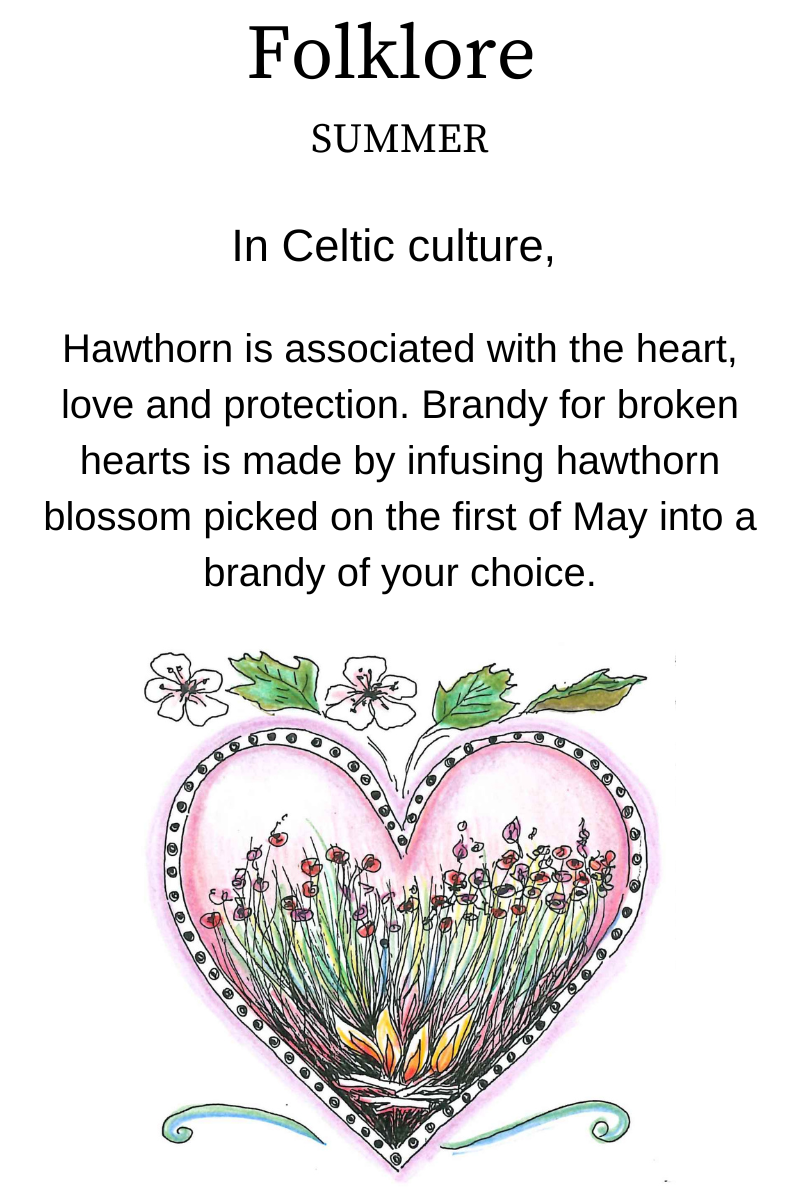 Folklore
SUMMER
In Celtic culture,
Hawthorn is associated with the heart,
love and protection. Brandy for broken
hearts is made by infusing hawthorn
blossom picked on the first of May into a
brandy of your choice.